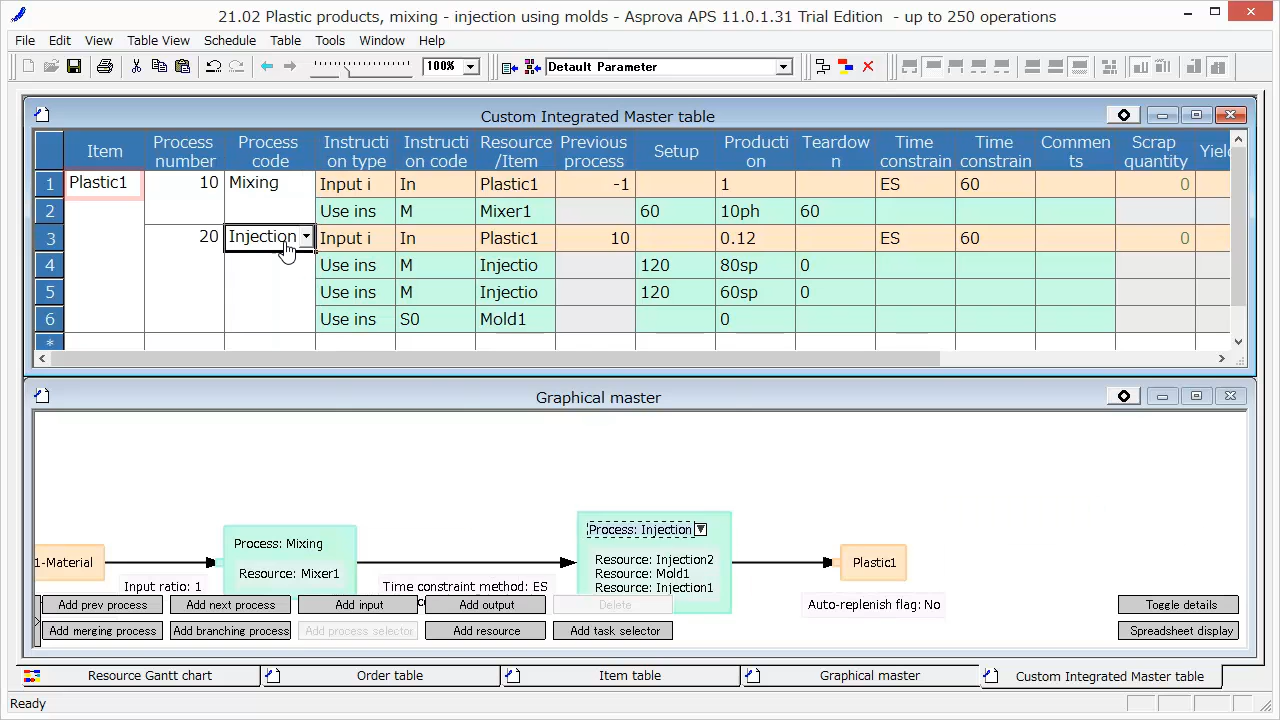 21.02 Plastic products, mixing - injection using molds - Asprova APS 11.0.1.31 Trial Edition - up to 250 operations
File Edit View Table View Schedule Table Tools Window Help
100% Default Parameter
Custom Integrated Master table
Item Process number Process code Instructi on type Instructi on code Resource /Item Previous process Setup Producti on Teardow n Time constrain Time constrain Commen ts Scrap quantity Yiel
1 Plastic1 10 Mixing Input i In Plastic1 -1 1 ES 60 0
2 Use ins M Mixer1 60 10ph 60
3 20 Injection Input i In Plastic1 10 0.12 ES 60 0
4 Use ins M Injectio 120 80sp 0
5 Use ins M Injectio 120 60sp 0
6 Use ins S0 Mold1 0
*
Graphical master
1-Material
Process: Mixing
Resource: Mixer1
Process: Injection
Resource: Injection2
Resource: Mold1
Resource: Injection1
Plastic1
Input ratio: 1
Time constraint method: ES
Auto-replenish flag: No
Add prev process Add next process Add input Add output Delete Toggle details
Add merging process Add branching process Add process selector Add resource Add task selector Spreadsheet display
Resource Gantt chart Order table Item table Graphical master Custom Integrated Master table
Ready